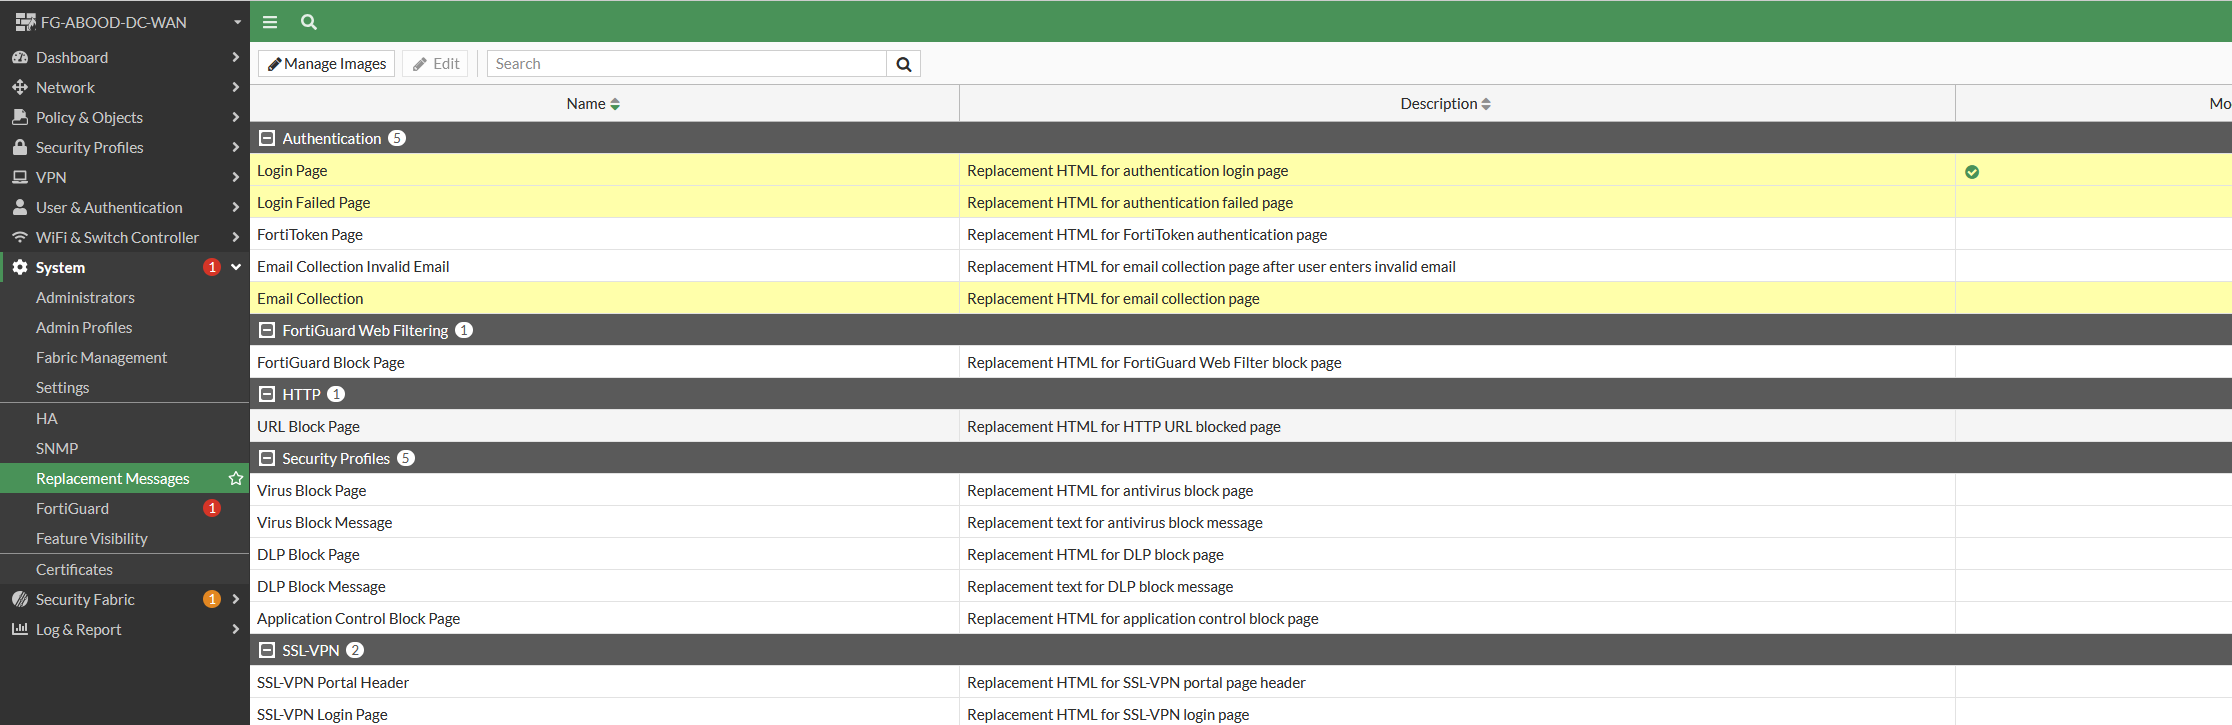 FG-ABOOD-DC-WAN
Dashboard
Network
Policy & Objects
Security Profiles
VPN
User & Authentication
WiFi & Switch Controller
System 1
Administrators
Admin Profiles
Fabric Management
Settings
HA
SNMP
Replacement Messages
FortiGuard 1
Feature Visibility
Certificates
Security Fabric 1
Log & Report
Manage Images Edit Search
Name Description Mo
Authentication 5
Login Page Replacement HTML for authentication login page
Login Failed Page Replacement HTML for authentication failed page
FortiToken Page Replacement HTML for FortiToken authentication page
Email Collection Invalid Email Replacement HTML for email collection page after user enters invalid email
Email Collection Replacement HTML for email collection page
FortiGuard Web Filtering 1
FortiGuard Block Page Replacement HTML for FortiGuard Web Filter block page
HTTP 1
URL Block Page Replacement HTML for HTTP URL blocked page
Security Profiles 5
Virus Block Page Replacement HTML for antivirus block page
Virus Block Message Replacement text for antivirus block message
DLP Block Page Replacement HTML for DLP block page
DLP Block Message Replacement text for DLP block message
Application Control Block Page Replacement HTML for application control block page
SSL-VPN 2
SSL-VPN Portal Header Replacement HTML for SSL-VPN portal page header
SSL-VPN Login Page Replacement HTML for SSL-VPN login page